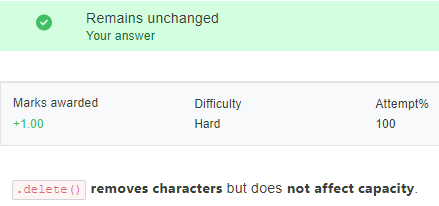 Remains unchanged
Your answer
Marks awarded Difficulty Attempt%
+1.00 Hard 100
.delete() removes characters but does not affect capacity.